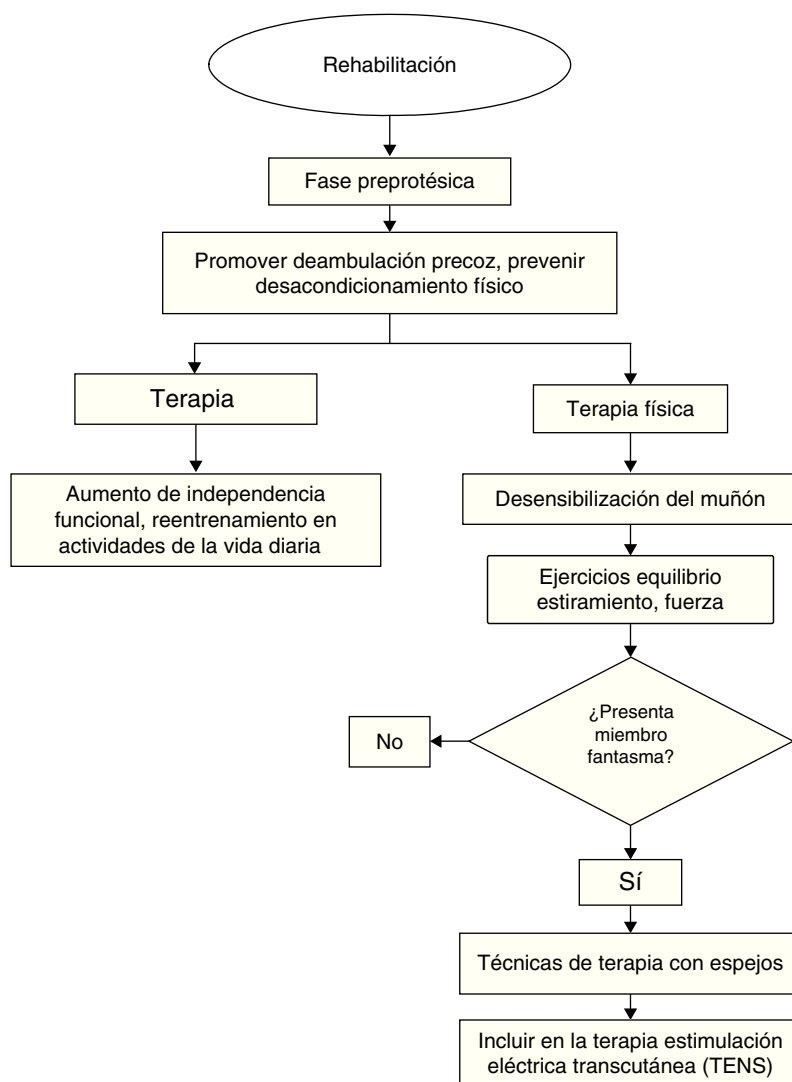 Rehabilitación
Fase preprotésica
Promover deambulación precoz, prevenir
desacondicionamiento físico
Terapia
Aumento de independencia
funcional, reentrenamiento en
actividades de la vida diaria
Terapia física
Desensibilización del muñón
Ejercicios equilibrio
estiramiento, fuerza
¿Presenta
miembro
fantasma?
No
Sí
Técnicas de terapia con espejos
Incluir en la terapia estimulación
eléctrica transcutánea (TENS)